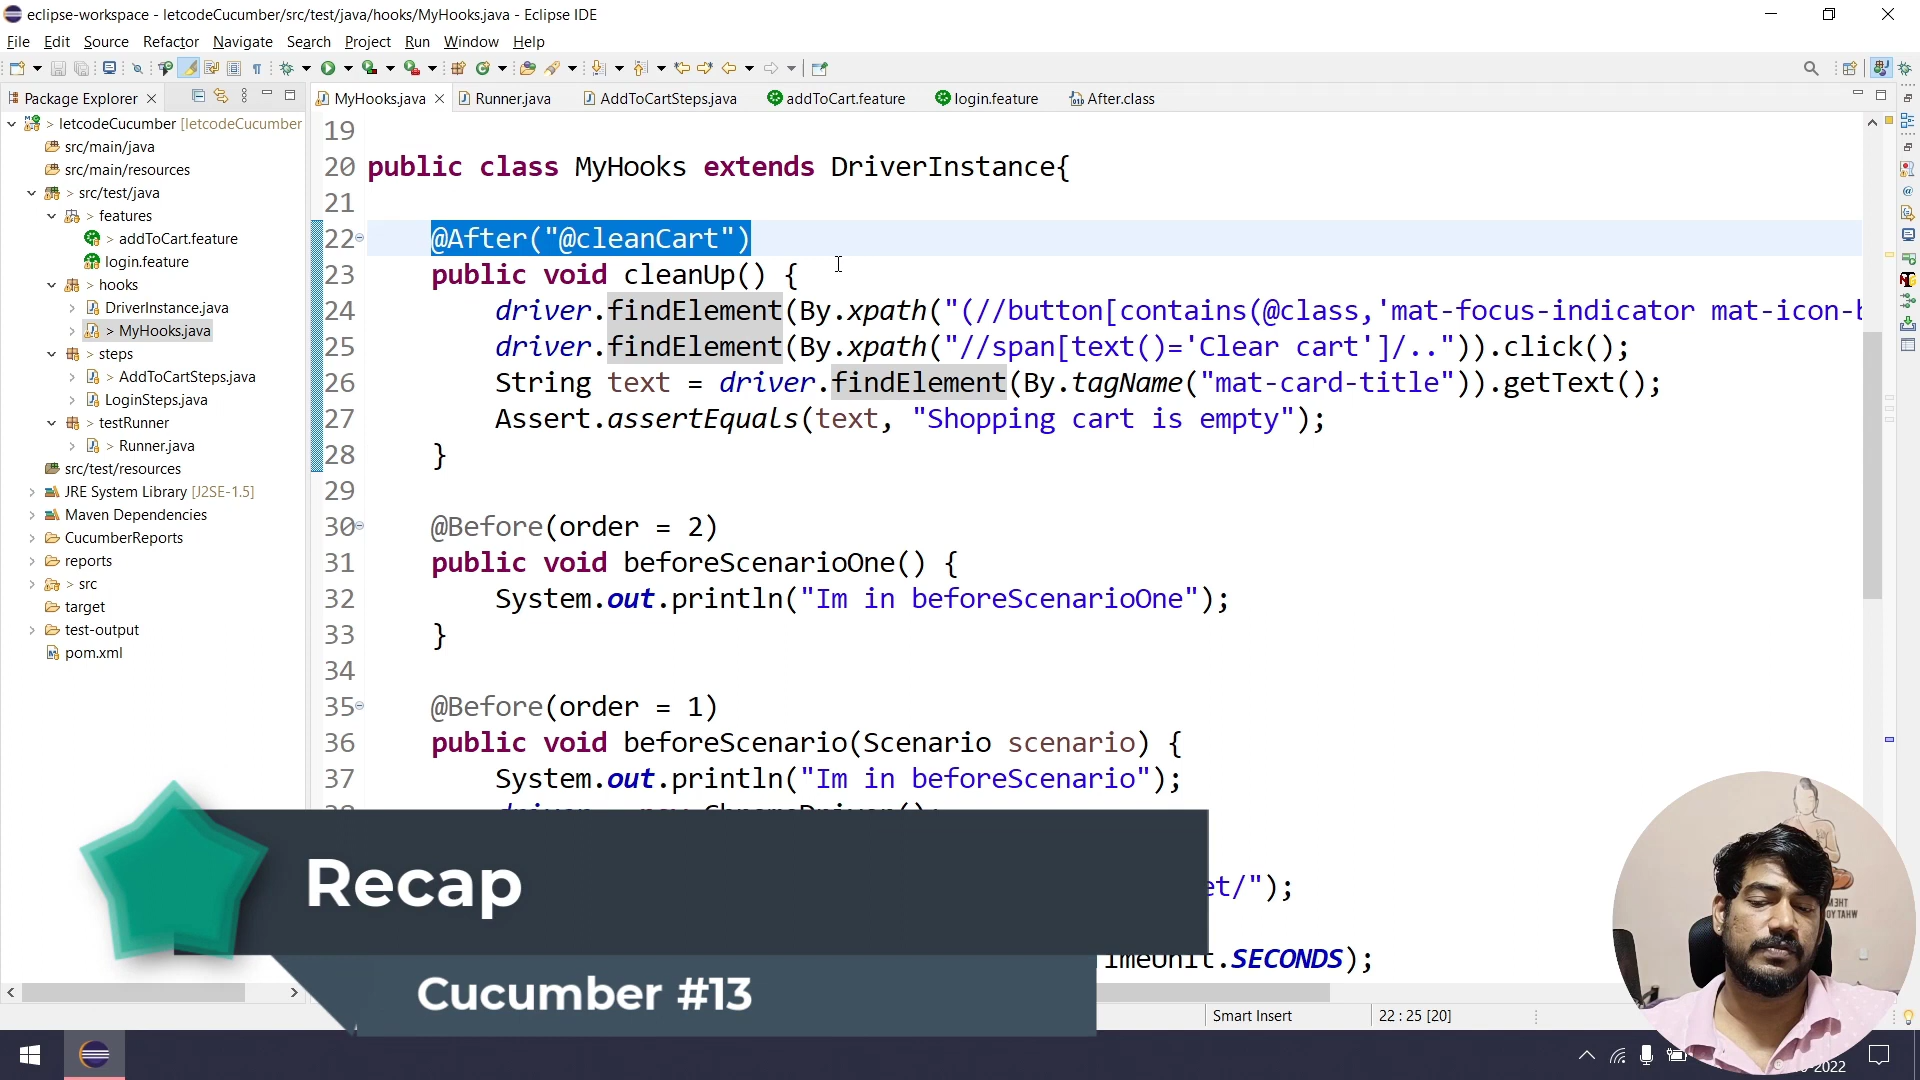 eclipse-workspace - letcodeCucumber/src/test/java/hooks/MyHooks.java - Eclipse IDE
File Edit Source Refactor Navigate Search Project Run Window Help
Package Explorer
MyHooks.java Runner.java AddToCartSteps.java addToCart.feature login.feature After.class
> letcodeCucumber [letcodeCucumber
src/main/java
src/main/resources
> src/test/java
> features
> addToCart.feature
login.feature
> hooks
DriverInstance.java
> MyHooks.java
> steps
> AddToCartSteps.java
LoginSteps.java
> testRunner
> Runner.java
src/test/resources
JRE System Library [J2SE-1.5]
Maven Dependencies
CucumberReports
reports
> src
target
test-output
pom.xml
19
20 public class MyHooks extends DriverInstance{
21
22 @After("@cleanCart")
23 public void cleanUp() {
24 driver.findElement(By.xpath("(//button[contains(@class,'mat-focus-indicator mat-icon-b
25 driver.findElement(By.xpath("//span[text()='Clear cart']/..")).click();
26 String text = driver.findElement(By.tagName("mat-card-title")).getText();
27 Assert.assertEquals(text, "Shopping cart is empty");
28 }
29
30 @Before(order = 2)
31 public void beforeScenarioOne() {
32 System.out.println("Im in beforeScenarioOne");
33 }
34
35 @Before(order = 1)
36 public void beforeScenario(Scenario scenario) {
37 System.out.println("Im in beforeScenario");
et/");
TimeUnit.SECONDS);
Recap
Cucumber #13
Smart Insert 22 : 25 [20]
2022